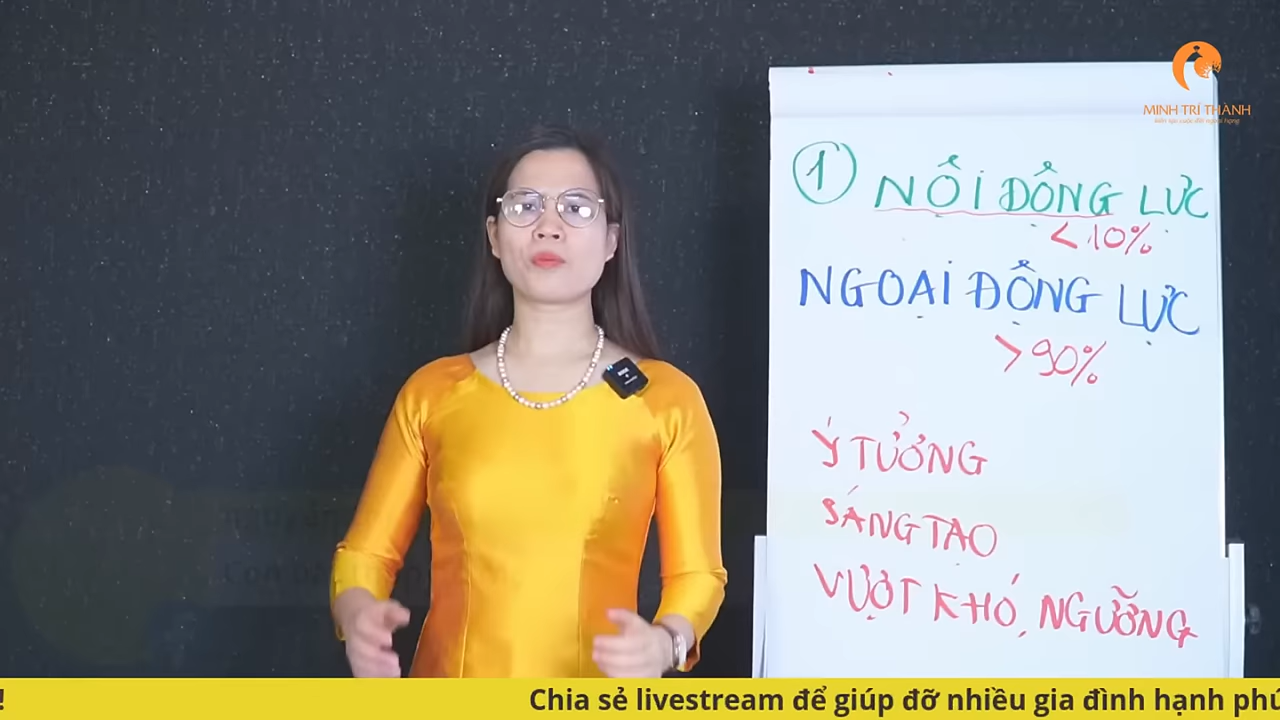 MINH TRÍ THÀNH
① NỘI ĐỘNG LỰC
< 10%
NGOẠI ĐỘNG LỰC
> 90%
Ý TƯỞNG
SÁNG TẠO
VƯỢT KHÓ, NGƯỠNG
! Chia sẻ livestream để giúp đỡ nhiều gia đình hạnh phú